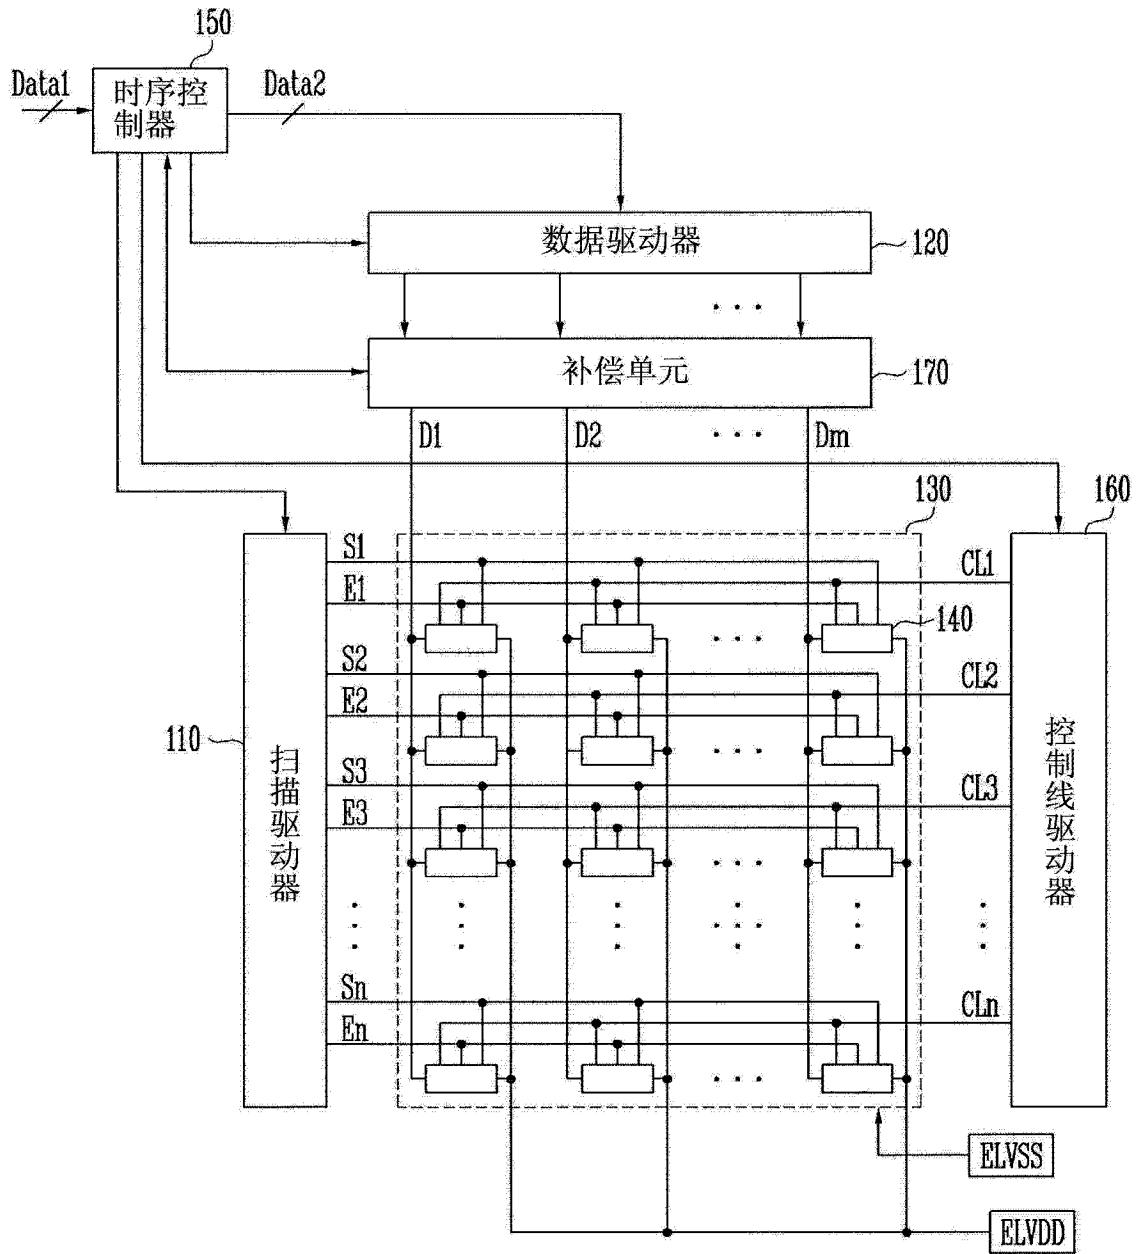 150
Data1
时序控
制器
Data2
数据驱动器
120
补偿单元
170
D1
D2
Dm
130
160
S1
CL1
E1
140
S2
CL2
E2
110
扫描驱动器
控制线驱动器
S3
CL3
E3
Sn
CLn
En
ELVSS
ELVDD